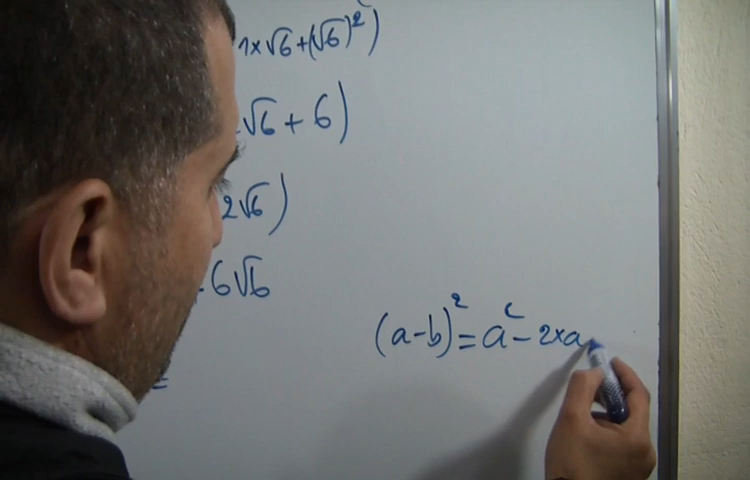 1×√6+(√6)²)
√6 + 6)
2√6)
6√6
(a-b)² = a² - 2×a
=